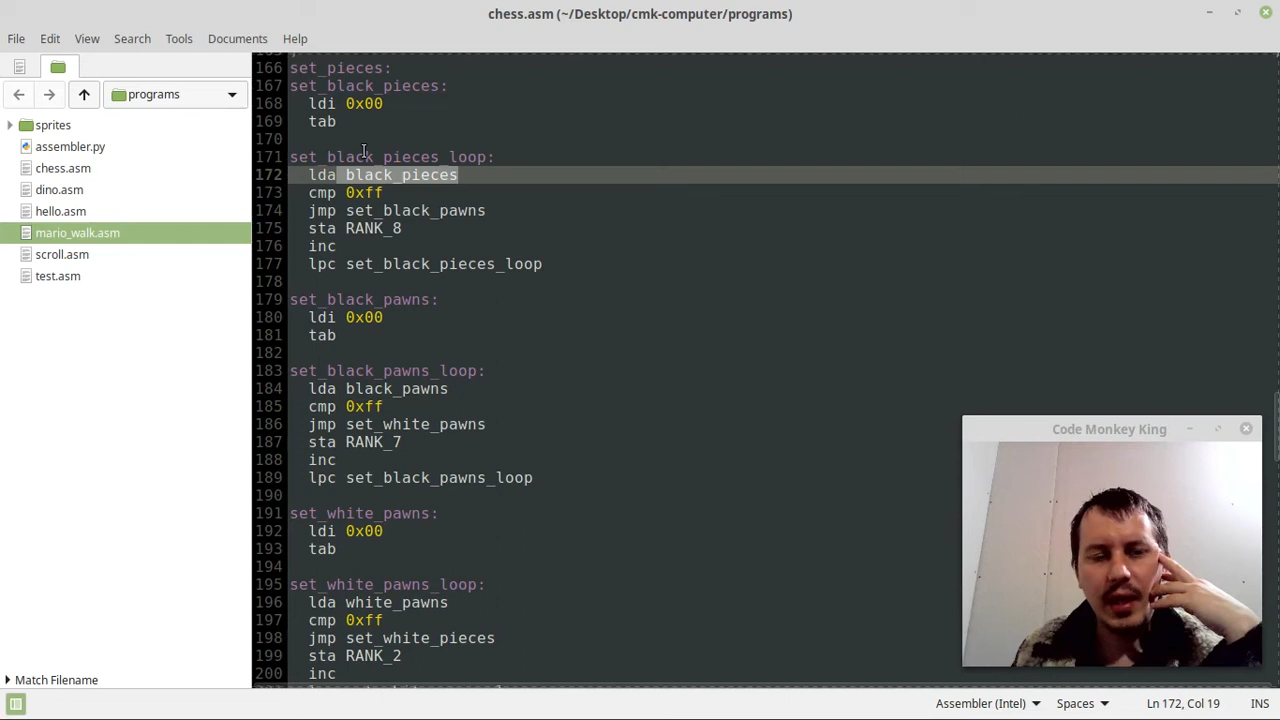 chess.asm (~/Desktop/cmk-computer/programs)
File Edit View Search Tools Documents Help
programs
sprites
assembler.py
chess.asm
dino.asm
hello.asm
mario_walk.asm
scroll.asm
test.asm
Match Filename
166 set_pieces:
167 set_black_pieces:
168 ldi 0x00
169 tab
170
171 set_black_pieces_loop:
172 lda black_pieces
173 cmp 0xff
174 jmp set_black_pawns
175 sta RANK_8
176 inc
177 lpc set_black_pieces_loop
178
179 set_black_pawns:
180 ldi 0x00
181 tab
182
183 set_black_pawns_loop:
184 lda black_pawns
185 cmp 0xff
186 jmp set_white_pawns
187 sta RANK_7
188 inc
189 lpc set_black_pawns_loop
190
191 set_white_pawns:
192 ldi 0x00
193 tab
194
195 set_white_pawns_loop:
196 lda white_pawns
197 cmp 0xff
198 jmp set_white_pieces
199 sta RANK_2
200 inc
Code Monkey King
Assembler (Intel) Spaces Ln 172, Col 19 INS